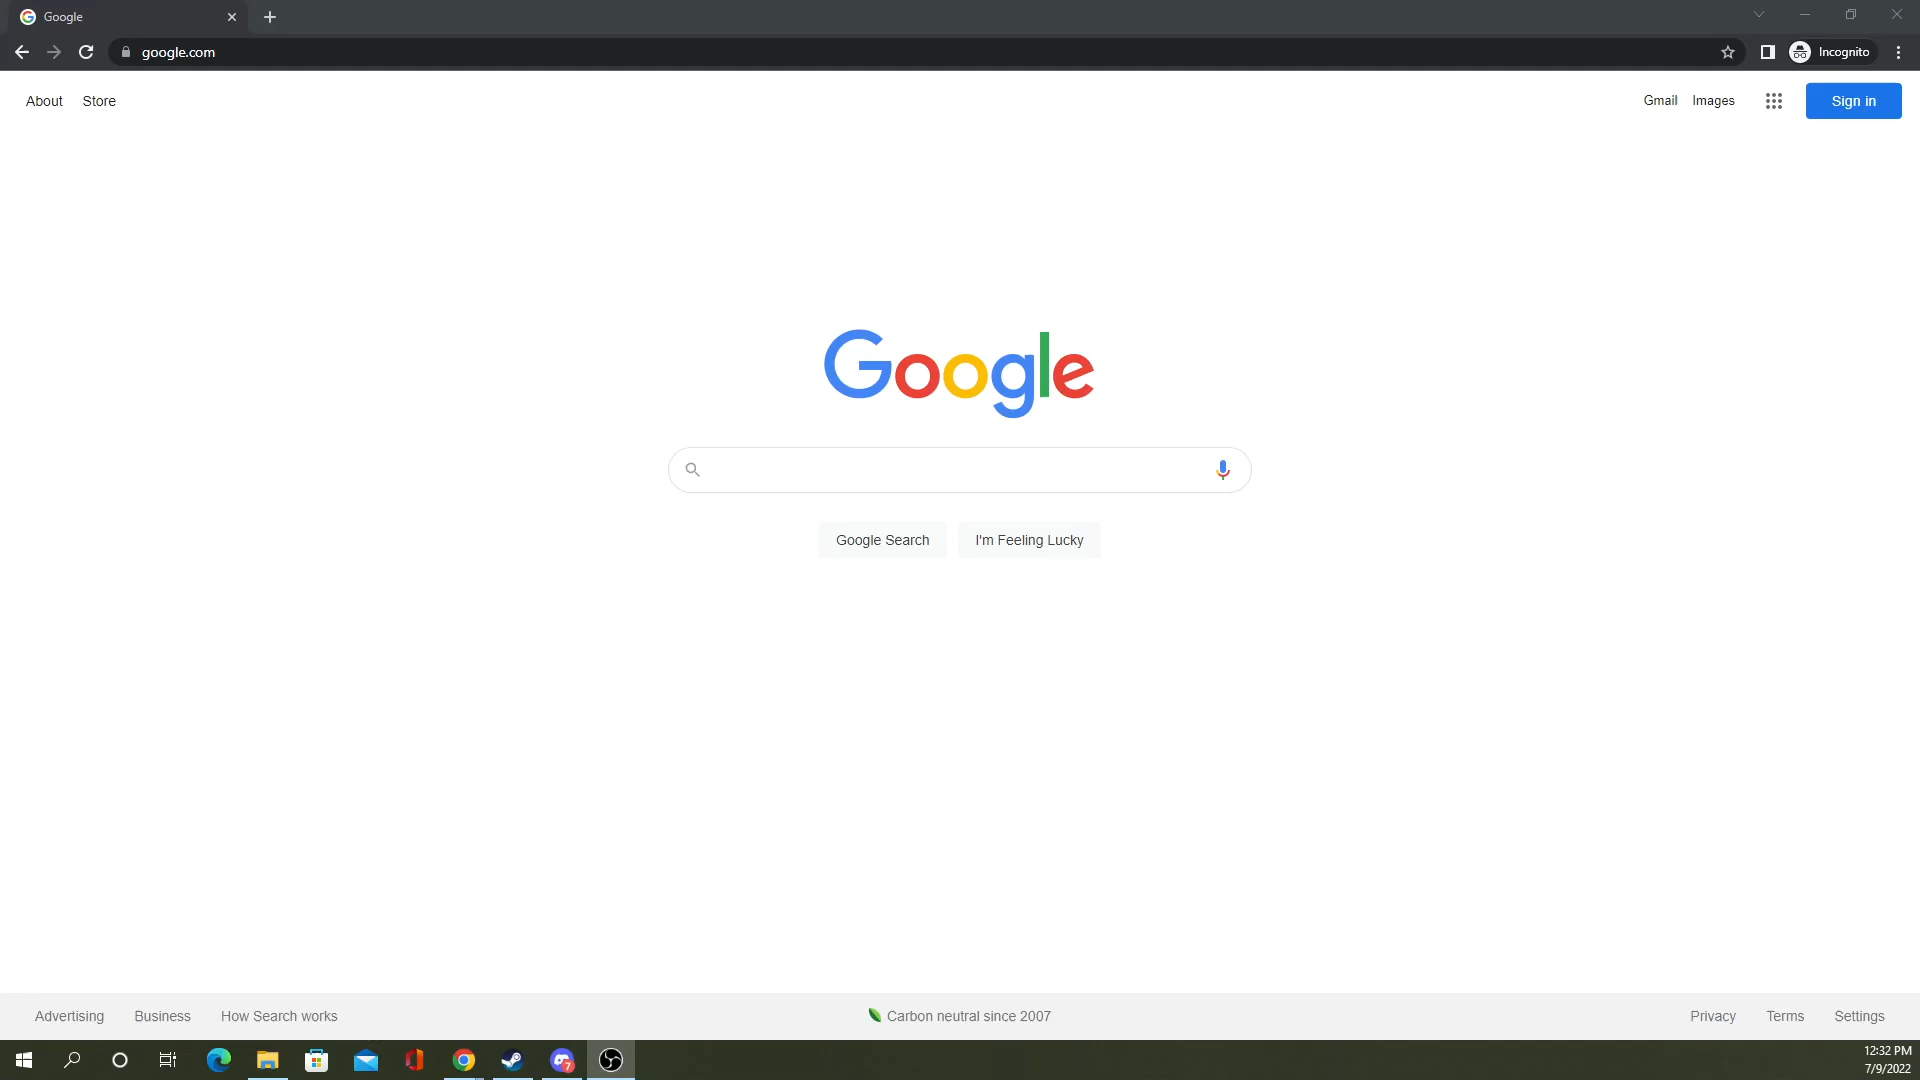 Google
google.com
Incognito
About Store
Gmail Images Sign in
Google
Google Search I'm Feeling Lucky
Advertising Business How Search works
Carbon neutral since 2007
Privacy Terms Settings
7
12:32 PM
7/9/2022